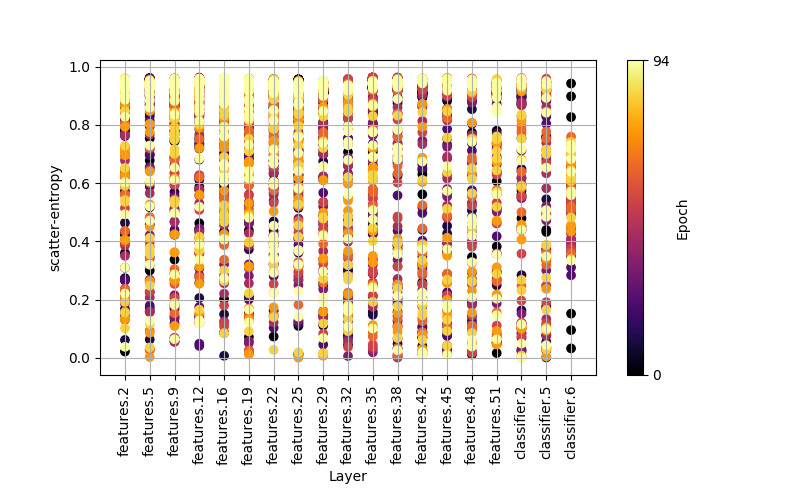 94
1.0
0.8
0.6
0.4
0.2
0.0
scatter-entropy
Epoch
0
features.2
features.5
features.9
features.12
features.16
features.19
features.22
features.25
features.29
features.32
features.35
features.38
features.42
features.45
features.48
features.51
classifier.2
classifier.5
classifier.6
Layer